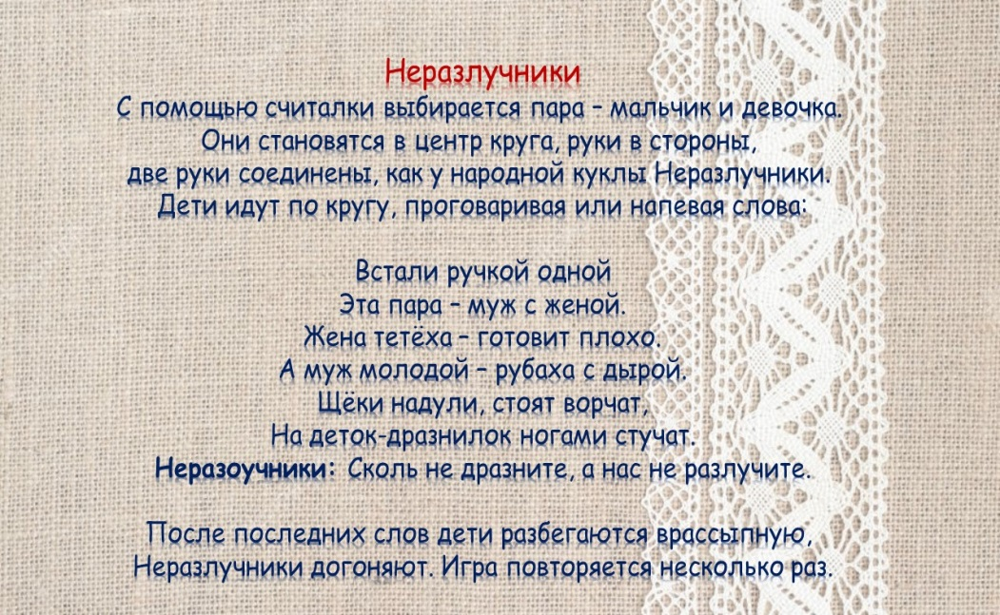 Неразлучники
С помощью считалки выбирается пара – мальчик и девочка.
Они становятся в центр круга, руки в стороны,
две руки соединены, как у народной куклы Неразлучники.
Дети идут по кругу, проговаривая или напевая слова:
Встали ручкой одной
Эта пара – муж с женой.
Жена тетёха – готовит плохо.
А муж молодой – рубаха с дырой.
Щёки надули, стоят ворчат,
На деток-дразнилок ногами стучат.
Неразоучники: Сколь не дразните, а нас не разлучите.
После последних слов дети разбегаются врассыпную,
Неразлучники догоняют. Игра повторяется несколько раз.